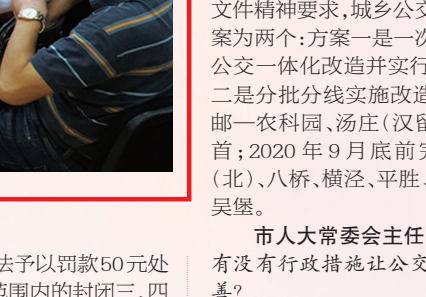 文件精神要求，城乡公交
案为两个：方案一是一次
公交一体化改造并实行
二是分批分线实施改造
邮—农科园、汤庄（汉留
首；2020年9月底前完
（北）、八桥、横泾、平胜、
吴堡。
市人大常委会主任
有没有行政措施让公交
善？
法予以罚款50元处
范围内的封闭三、四